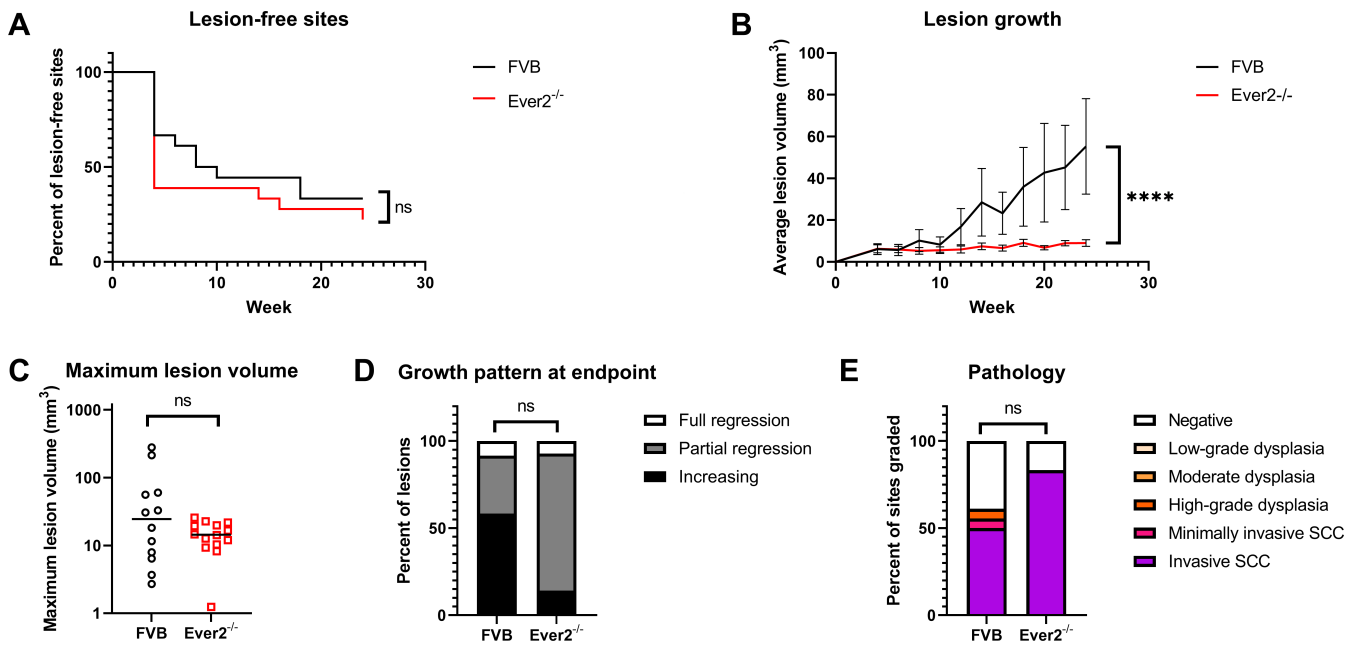 A
Lesion-free sites
Percent of lesion-free sites
100
50
0
0
10
20
30
Week
FVB
Ever2-/-
ns
B
Lesion growth
Average lesion volume (mm3)
100
80
60
40
20
0
0
10
20
30
Week
FVB
Ever2-/-
****
C
Maximum lesion volume
Maximum lesion volume (mm3)
1000
100
10
1
ns
FVB
Ever2-/-
D
Growth pattern at endpoint
Percent of lesions
100
50
0
ns
FVB
Ever2-/-
Full regression
Partial regression
Increasing
E
Pathology
Percent of sites graded
100
50
0
ns
FVB
Ever2-/-
Negative
Low-grade dysplasia
Moderate dysplasia
High-grade dysplasia
Minimally invasive SCC
Invasive SCC